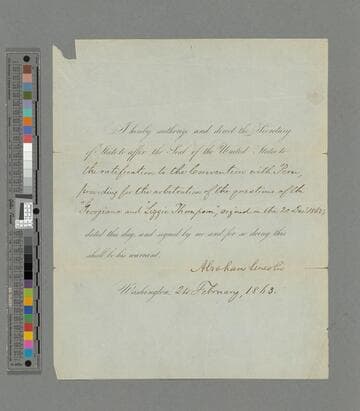 I hereby authorize and direct the Secretary
of State to affix the Seal of the United States to
the ratification to the Convention with Peru,
providing for the arbitration of the questions of the
"Georgiana and Lizzie Thompson, signed on the 20 Dec 1862;
dated this day, and signed by me and for so doing this
shall be his warrant.
Abraham Lincoln
Washington, 24 February, 1863.